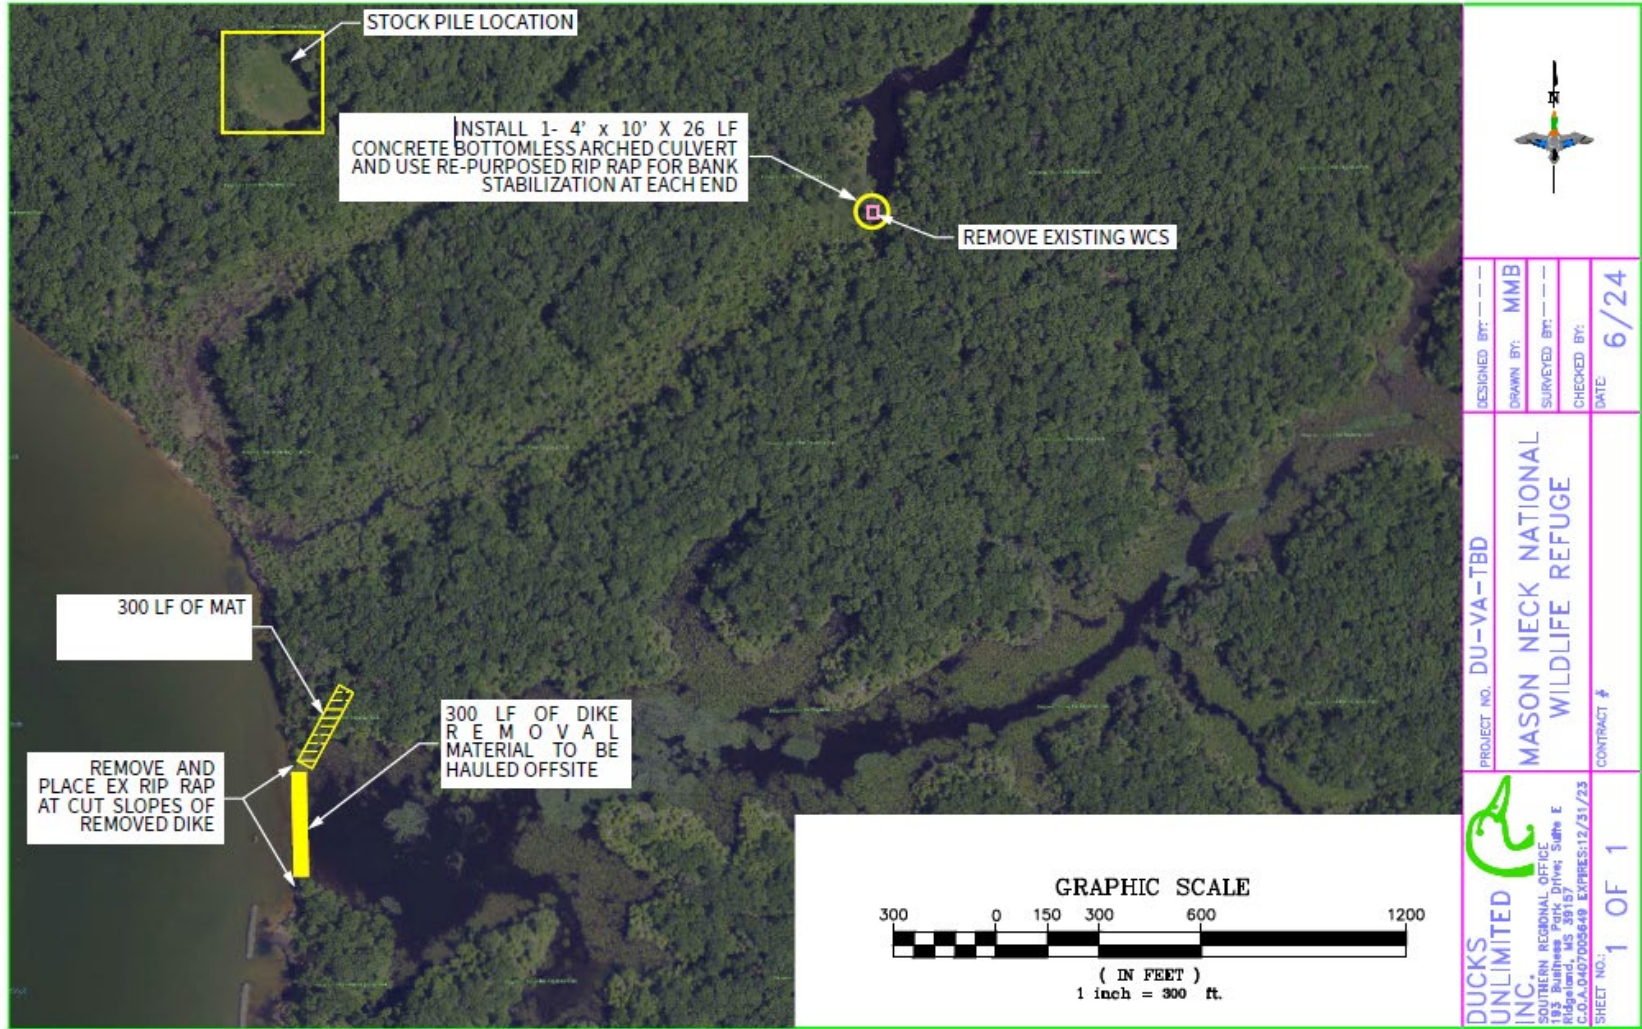 STOCK PILE LOCATION
INSTALL 1- 4' x 10' X 26 LF
CONCRETE BOTTOMLESS ARCHED CULVERT
AND USE RE-PURPOSED RIP RAP FOR BANK
STABILIZATION AT EACH END
REMOVE EXISTING WCS
300 LF OF MAT
300 LF OF DIKE
REMOVAL
MATERIAL TO BE
HAULED OFFSITE
REMOVE AND
PLACE EX RIP RAP
AT CUT SLOPES OF
REMOVED DIKE
GRAPHIC SCALE
300 0 150 300 600 1200
( IN FEET )
1 inch = 300 ft.
N
DESIGNED BY:-----
DRAWN BY: MMB
SURVEYED BY:-----
CHECKED BY:
DATE: 6/24
PROJECT NO. DU-VA-TBD
MASON NECK NATIONAL
WILDLIFE REFUGE
CONTRACT #
DUCKS
UNLIMITED
INC.
SOUTHERN REGIONAL OFFICE
193 Business Park Drive; Suite E
Ridgeland, MS 39157
C.O.A.0407005649 EXPIRES:12/31/23
SHEET NO.: 1 OF 1